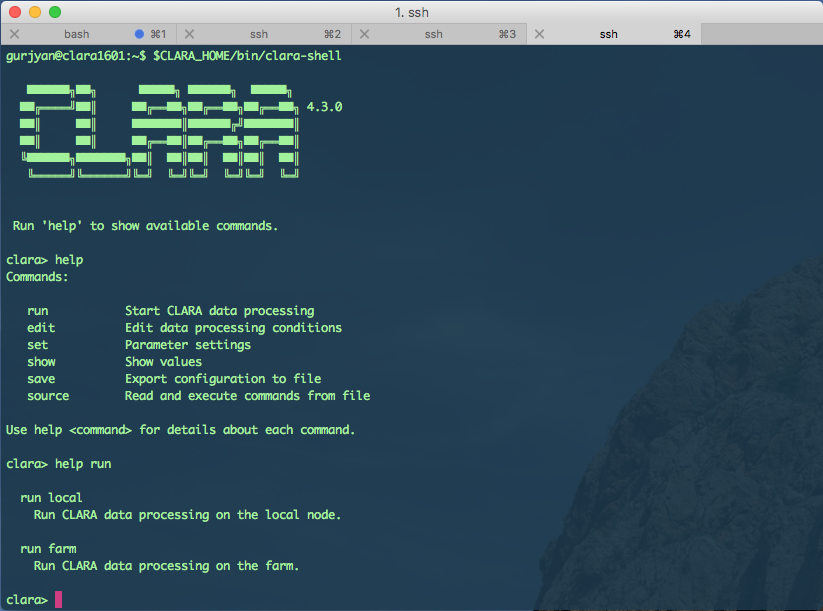 1. ssh
bash ⌘1 ssh ⌘2 ssh ⌘3 ssh ⌘4
gurjyan@clara1601:~$ $CLARA_HOME/bin/clara-shell
CLARA 4.3.0
Run 'help' to show available commands.
clara> help
Commands:
run Start CLARA data processing
edit Edit data processing conditions
set Parameter settings
show Show values
save Export configuration to file
source Read and execute commands from file
Use help <command> for details about each command.
clara> help run
run local
Run CLARA data processing on the local node.
run farm
Run CLARA data processing on the farm.
clara>